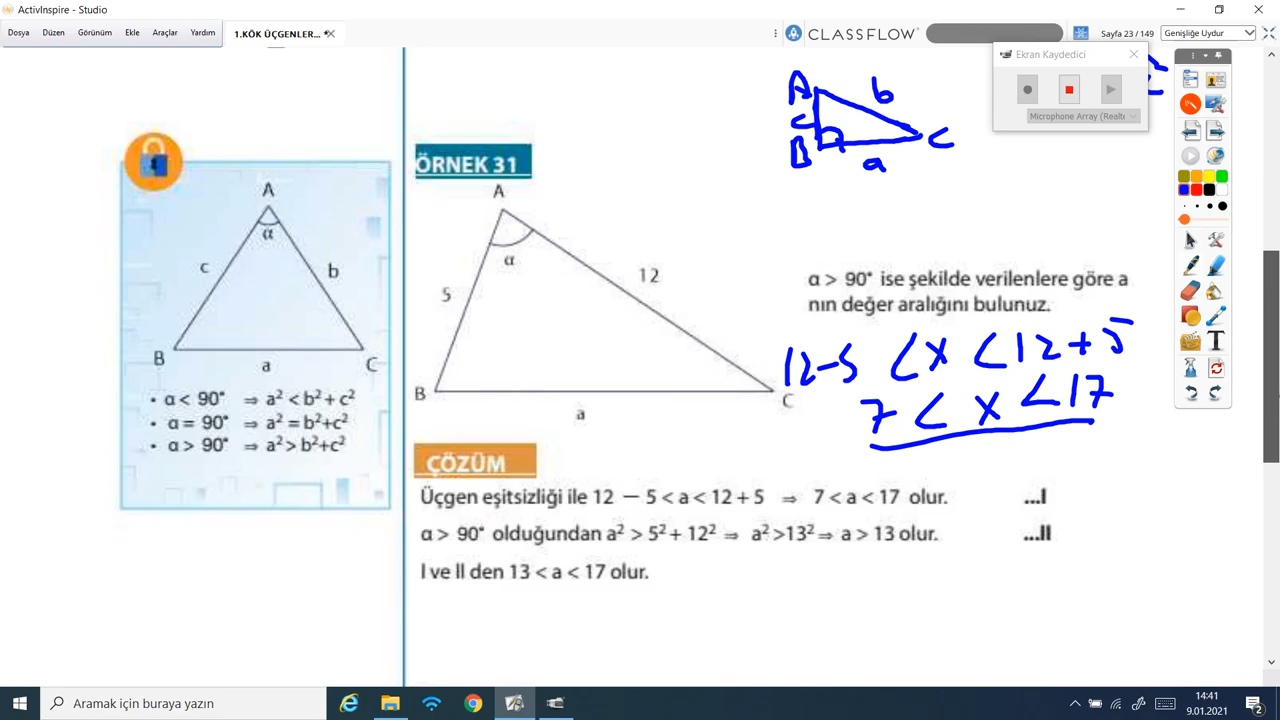 ActivInspire - Studio
Dosya Düzen Görünüm Ekle Araçlar Yardım
1.KÖK ÜÇGENLER...
CLASSFLOW
Sayfa 23 / 149
Genişliğe Uydur
Ekran Kaydedici
Microphone Array (Realte
A
b
c
B
a
C
A
α
c
b
B
a
C
• α < 90° ⇒ a² < b² + c²
• α = 90° ⇒ a² = b²+c²
• α > 90° ⇒ a² > b²+c²
ÖRNEK 31
A
α
5
12
B
a
C
α > 90° ise şekilde verilenlere göre a
nın değer aralığını bulunuz.
12-5 < x < 12+5
7 < x < 17
ÇÖZÜM
Üçgen eşitsizliği ile 12 − 5 < a < 12 + 5 ⇒ 7 < a < 17 olur. ...I
α > 90° olduğundan a² > 5² + 12² ⇒ a² >13² ⇒ a > 13 olur. ...II
I ve II den 13 < a < 17 olur.
Aramak için buraya yazın
14:41
9.01.2021
2